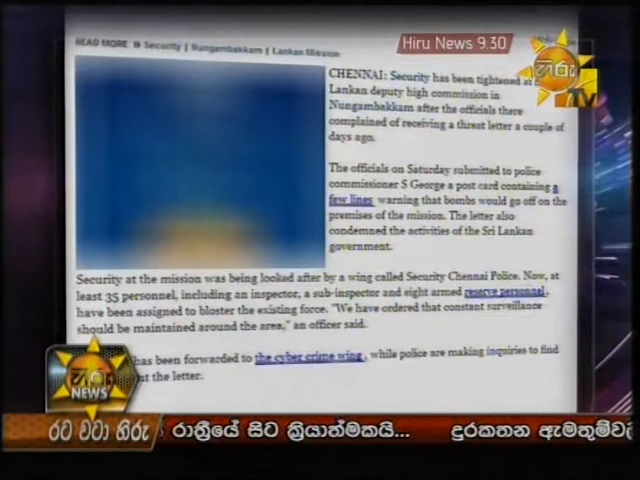 READ MORE » Security | Nungambakkam | Lankan Mission
Hiru News 9.30
හිරු
TV
CHENNAI: Security has been tightened at
Lankan deputy high commission in
Nungambakkam after the officials there
complained of receiving a threat letter a couple of
days ago.
The officials on Saturday submitted to police
commissioner S George a post card containing a
few lines warning that bombs would go off on the
premises of the mission. The letter also
condemned the activities of the Sri Lankan
government.
Security at the mission was being looked after by a wing called Security Chennai Police. Now, at
least 35 personnel, including an inspector, a sub-inspector and eight armed reserve personnel,
have been assigned to bloster the existing force. "We have ordered that constant surveillance
should be maintained around the area," an officer said.
has been forwarded to the cyber crime wing, while police are making inquiries to find
nt the letter.
හිරු
NEWS
රට වටා හිරු
රාත්‍රියේ සිට ක්‍රියාත්මකයි... දුරකතන ඇමතුම්වල